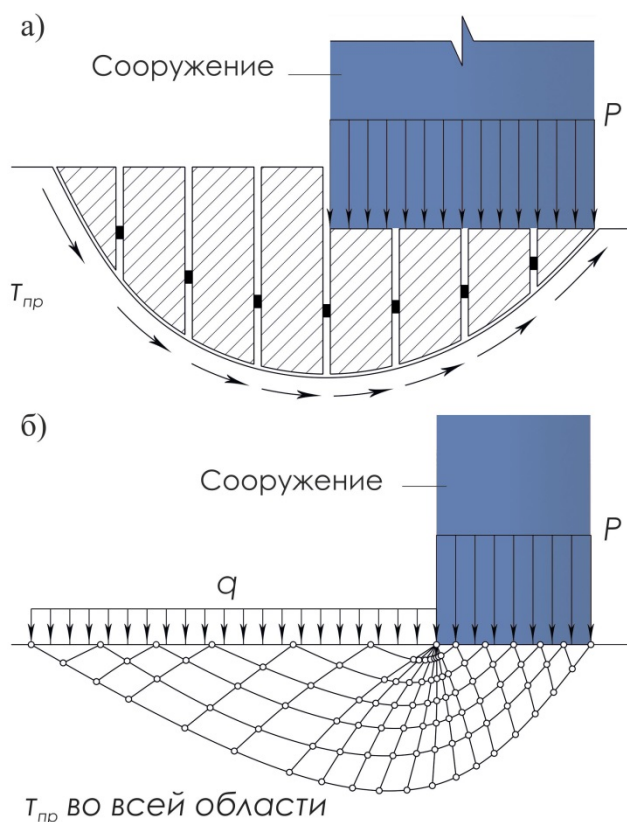 а)
Сооружение
P
τпр
б)
Сооружение
P
q
τпр во всей области